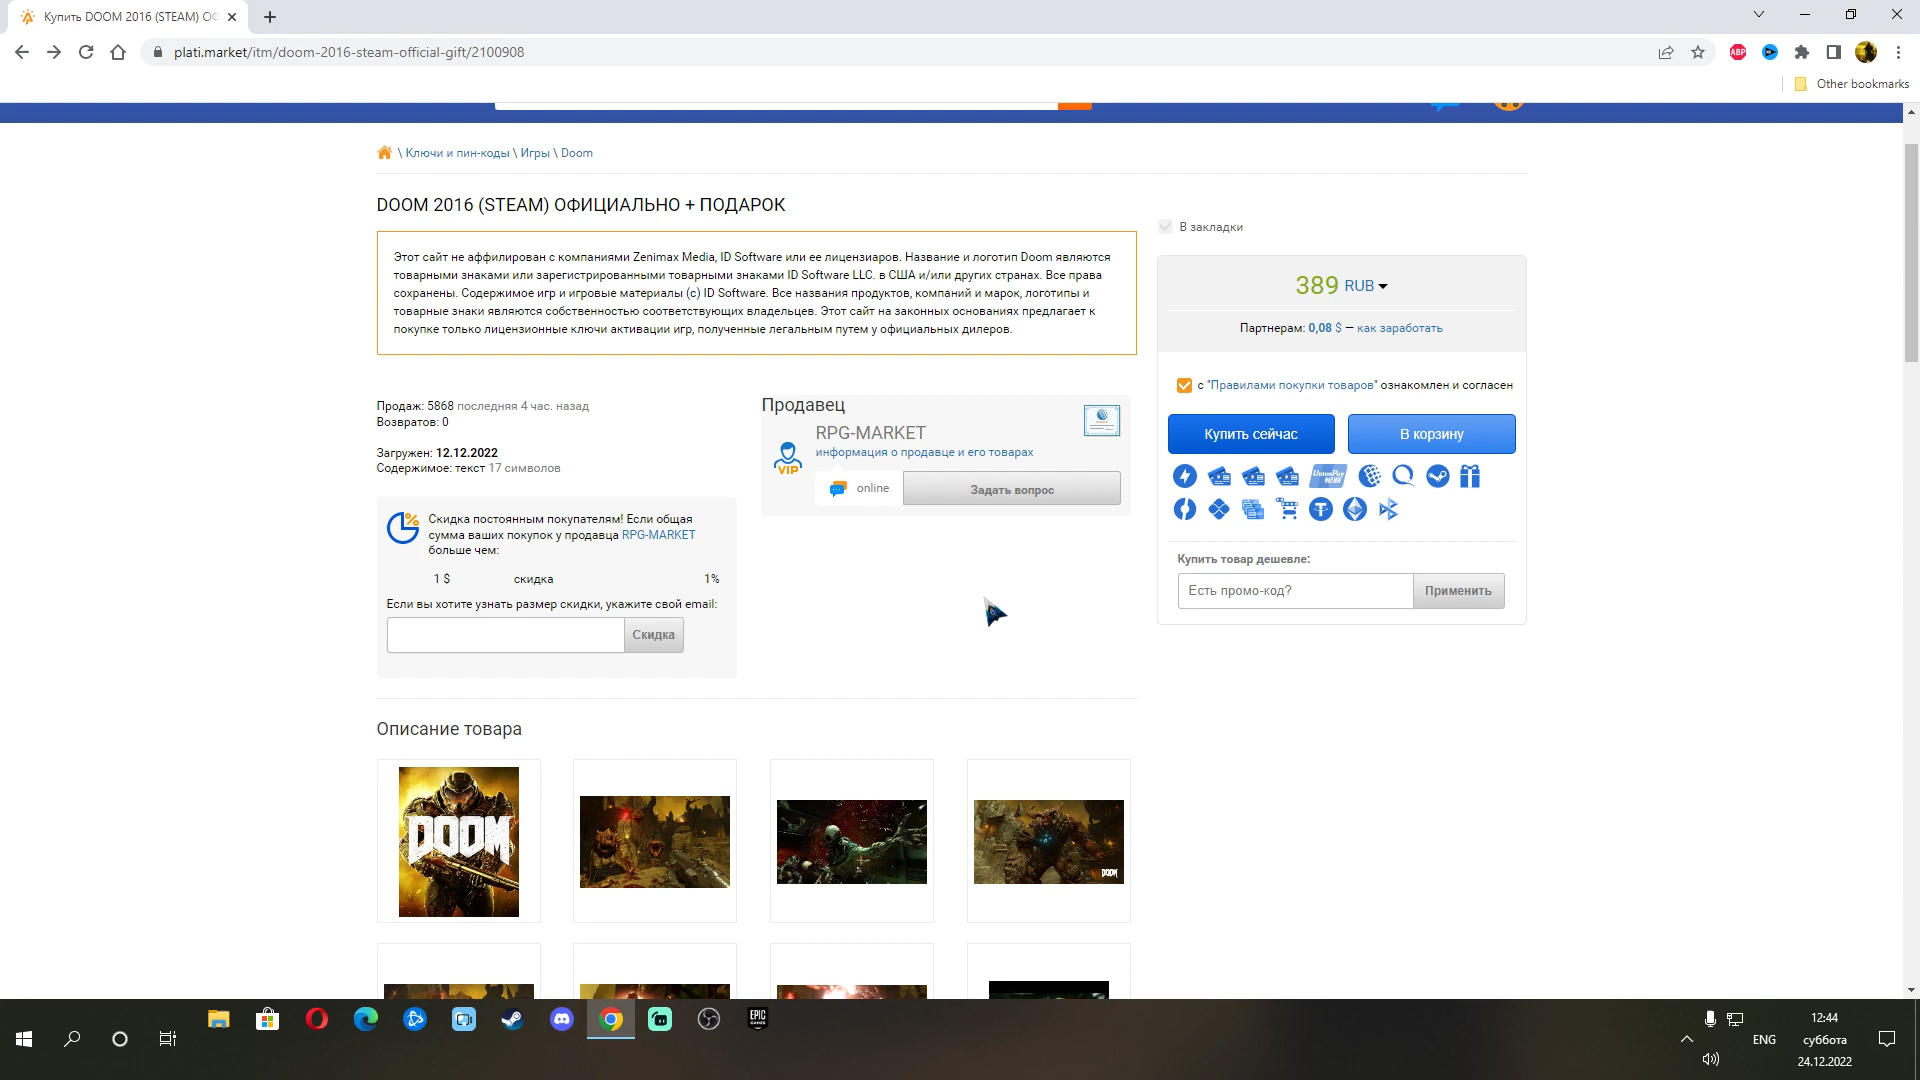 Купить DOOM 2016 (STEAM) ОФ
plati.market/itm/doom-2016-steam-official-gift/2100908
ABP
Other bookmarks
\ Ключи и пин-коды \ Игры \ Doom
DOOM 2016 (STEAM) ОФИЦИАЛЬНО + ПОДАРОК
Этот сайт не аффилирован с компаниями Zenimax Media, ID Software или ее лицензиаров. Название и логотип Doom являются
товарными знаками или зарегистрированными товарными знаками ID Software LLC. в США и/или других странах. Все права
сохранены. Содержимое игр и игровые материалы (c) ID Software. Все названия продуктов, компаний и марок, логотипы и
товарные знаки являются собственностью соответствующих владельцев. Этот сайт на законных основаниях предлагает к
покупке только лицензионные ключи активации игр, полученные легальным путем у официальных дилеров.
Продаж: 5868 последняя 4 час. назад
Возвратов: 0
Загружен: 12.12.2022
Содержимое: текст 17 символов
Скидка постоянным покупателям! Если общая
сумма ваших покупок у продавца RPG-MARKET
больше чем:
1 $ скидка 1%
Если вы хотите узнать размер скидки, укажите свой email:
Скидка
Продавец
RPG-MARKET
информация о продавце и его товарах
VIP
online
Задать вопрос
В закладки
389 RUB
Партнерам: 0,08 $ — как заработать
с "Правилами покупки товаров" ознакомлен и согласен
Купить сейчас
В корзину
UnionPay
Купить товар дешевле:
Есть промо-код?
Применить
Описание товара
DOOM
DOOM
EPIC
GAMES
ENG
12:44
суббота
24.12.2022